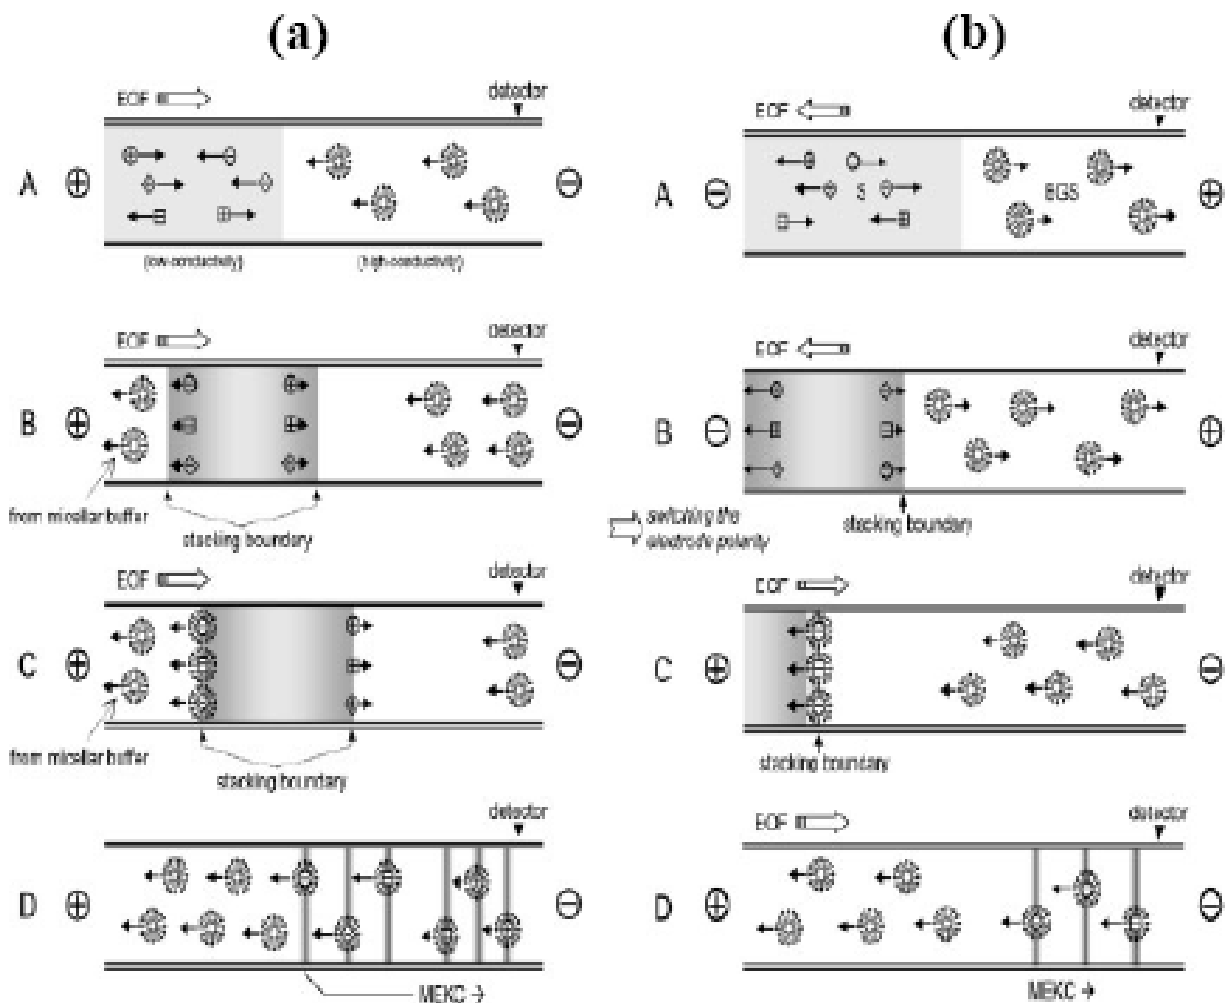 (a)
EOF
detector
A
(low-conductivity)
(high-conductivity)
EOF
detector
B
from micellar buffer
stacking boundary
EOF
detector
C
from micellar buffer
stacking boundary
detector
D
MEKC
(b)
EOF
detector
A
S
BGS
EOF
detector
B
switching the
electrode polarity
stacking boundary
EOF
detector
C
stacking boundary
EOF
detector
D
MEKC